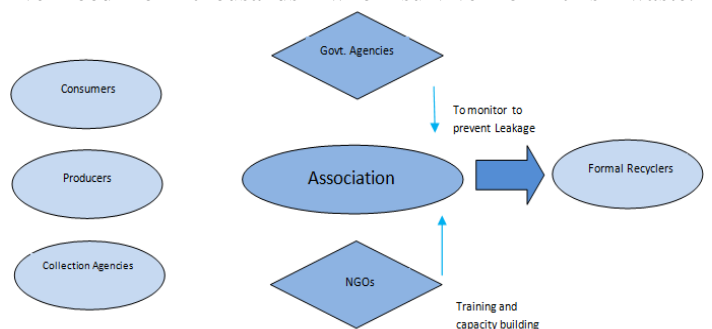 Govt. Agencies
Consumers
To monitor to
prevent Leakage
Producers
Association
Formal Recyclers
Collection Agencies
NGOs
Training and
capacity building